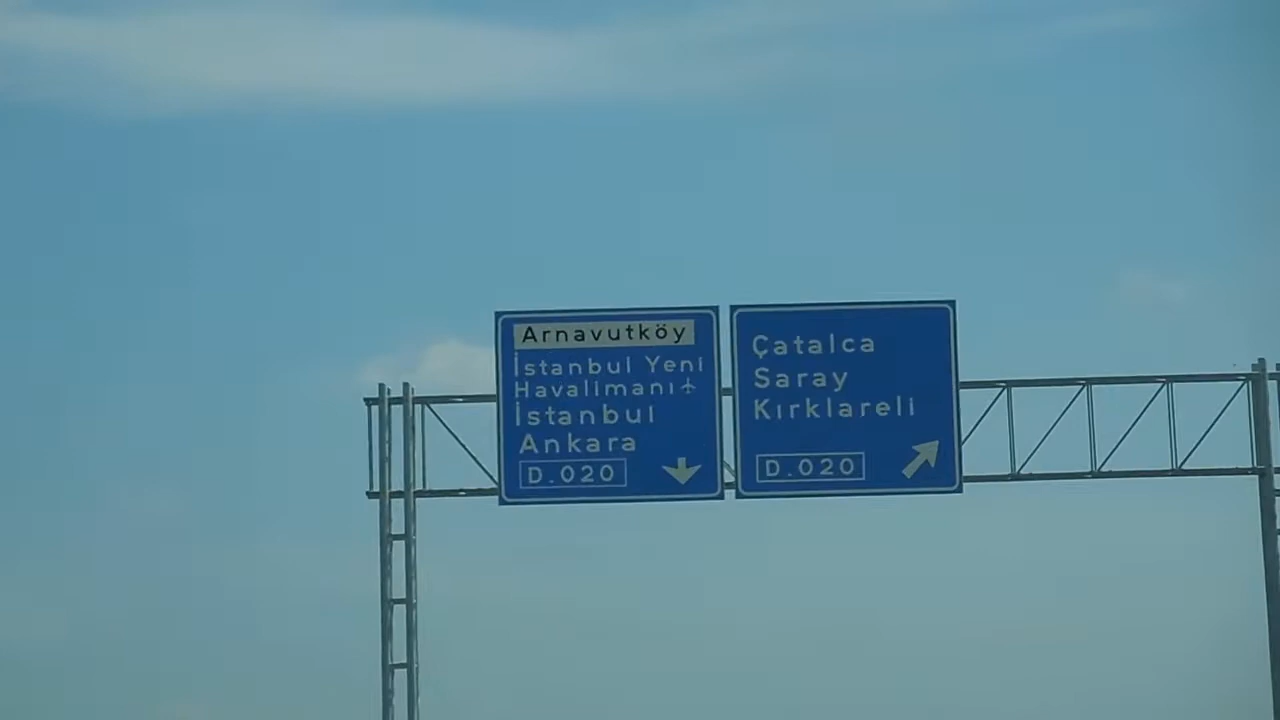 Arnavutköy
İstanbul Yeni
Havalimanı
İstanbul
Ankara
D.020
Çatalca
Saray
Kırklareli
D.020